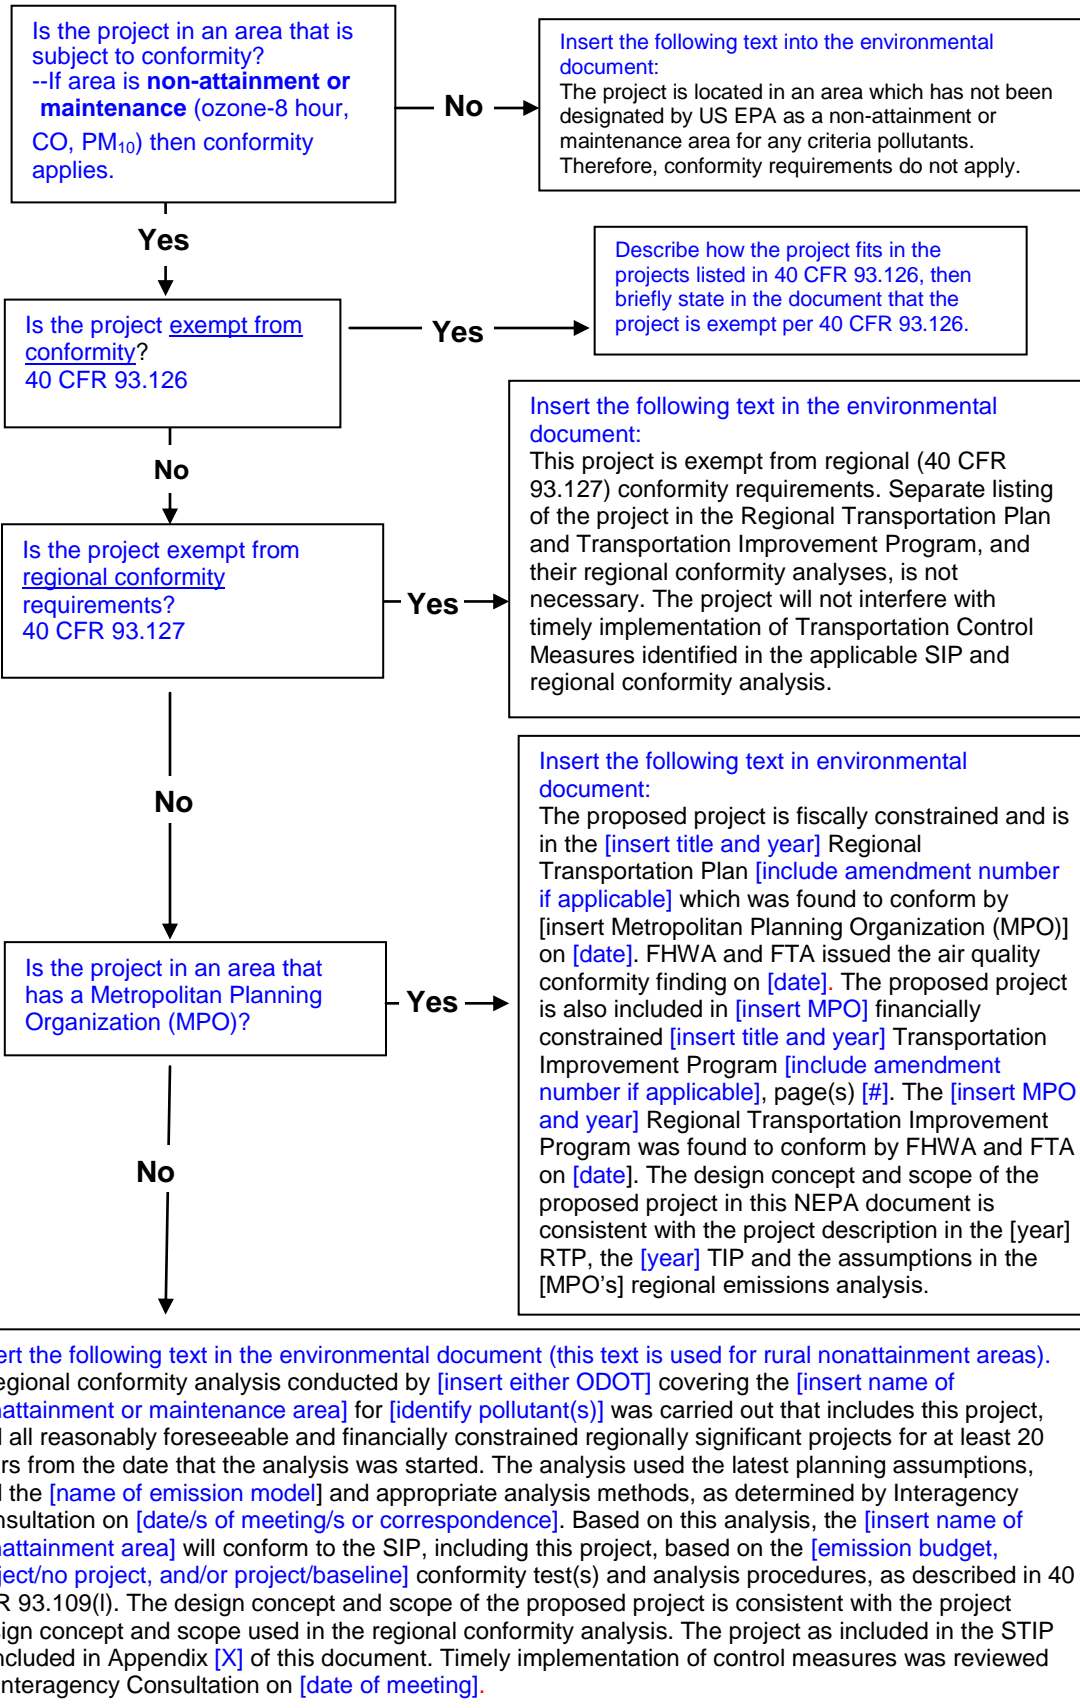 Is the project in an area that is
subject to conformity?
--If area is non-attainment or
maintenance (ozone-8 hour,
CO, PM10) then conformity
applies.
No
Insert the following text into the environmental
document:
The project is located in an area which has not been
designated by US EPA as a non-attainment or
maintenance area for any criteria pollutants.
Therefore, conformity requirements do not apply.
Yes
Is the project exempt from
conformity?
40 CFR 93.126
Yes
Describe how the project fits in the
projects listed in 40 CFR 93.126, then
briefly state in the document that the
project is exempt per 40 CFR 93.126.
No
Is the project exempt from
regional conformity
requirements?
40 CFR 93.127
Yes
Insert the following text in the environmental
document:
This project is exempt from regional (40 CFR
93.127) conformity requirements. Separate listing
of the project in the Regional Transportation Plan
and Transportation Improvement Program, and
their regional conformity analyses, is not
necessary. The project will not interfere with
timely implementation of Transportation Control
Measures identified in the applicable SIP and
regional conformity analysis.
No
Is the project in an area that
has a Metropolitan Planning
Organization (MPO)?
Yes
Insert the following text in environmental
document:
The proposed project is fiscally constrained and is
in the [insert title and year] Regional
Transportation Plan [include amendment number
if applicable] which was found to conform by
[insert Metropolitan Planning Organization (MPO)]
on [date]. FHWA and FTA issued the air quality
conformity finding on [date]. The proposed project
is also included in [insert MPO] financially
constrained [insert title and year] Transportation
Improvement Program [include amendment
number if applicable], page(s) [#]. The [insert MPO
and year] Regional Transportation Improvement
Program was found to conform by FHWA and FTA
on [date]. The design concept and scope of the
proposed project in this NEPA document is
consistent with the project description in the [year]
RTP, the [year] TIP and the assumptions in the
[MPO's] regional emissions analysis.
No
ert the following text in the environmental document (this text is used for rural nonattainment areas).
egional conformity analysis conducted by [insert either ODOT] covering the [insert name of
nattainment or maintenance area] for [identify pollutant(s)] was carried out that includes this project,
all reasonably foreseeable and financially constrained regionally significant projects for at least 20
rs from the date that the analysis was started. The analysis used the latest planning assumptions,
the [name of emission model] and appropriate analysis methods, as determined by Interagency
nsultation on [date/s of meeting/s or correspondence]. Based on this analysis, the [insert name of
nattainment area] will conform to the SIP, including this project, based on the [emission budget,
ject/no project, and/or project/baseline] conformity test(s) and analysis procedures, as described in 40
R 93.109(l). The design concept and scope of the proposed project is consistent with the project
sign concept and scope used in the regional conformity analysis. The project as included in the STIP
ncluded in Appendix [X] of this document. Timely implementation of control measures was reviewed
Interagency Consultation on [date of meeting].